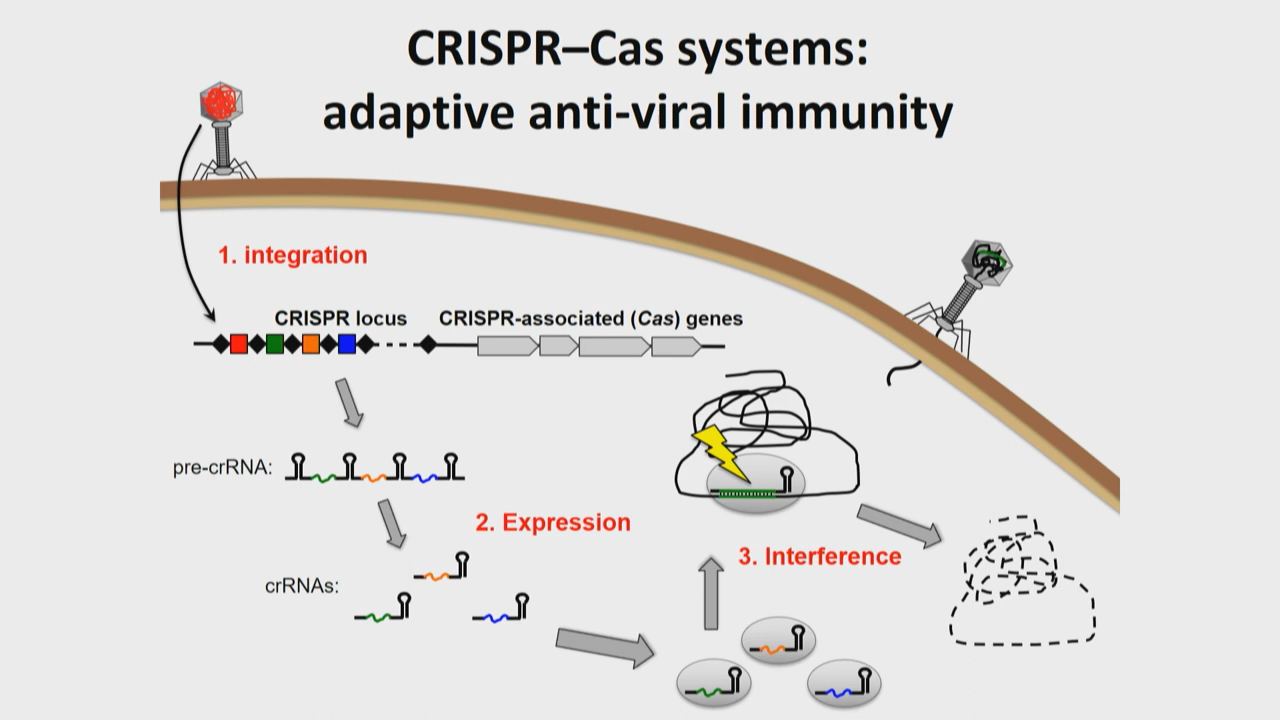 CRISPR–Cas systems:
adaptive anti-viral immunity
1. integration
CRISPR locus
CRISPR-associated (Cas) genes
pre-crRNA:
2. Expression
3. Interference
crRNAs: